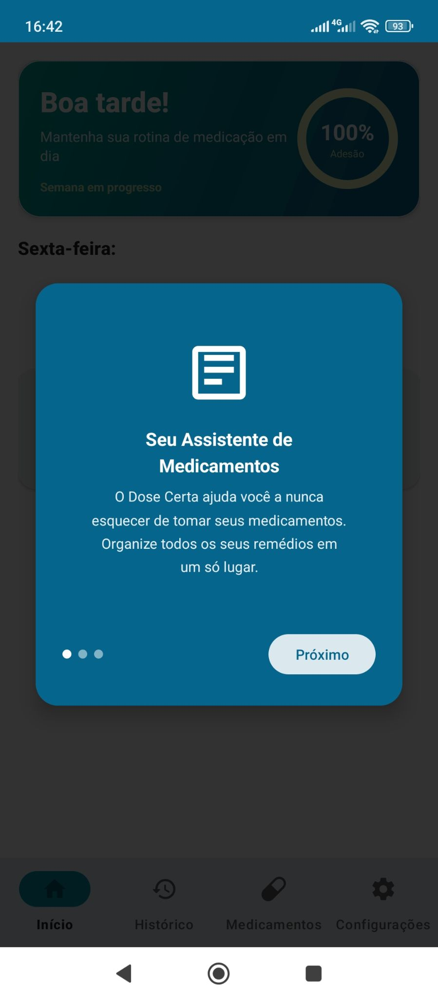 16:42
4G
93
Boa tarde!
Mantenha sua rotina de medicação em
dia
Semana em progresso
100%
Adesão
Sexta-feira:
Seu Assistente de
Medicamentos
O Dose Certa ajuda você a nunca
esquecer de tomar seus medicamentos.
Organize todos os seus remédios em
um só lugar.
Próximo
Início
Histórico
Medicamentos
Configurações